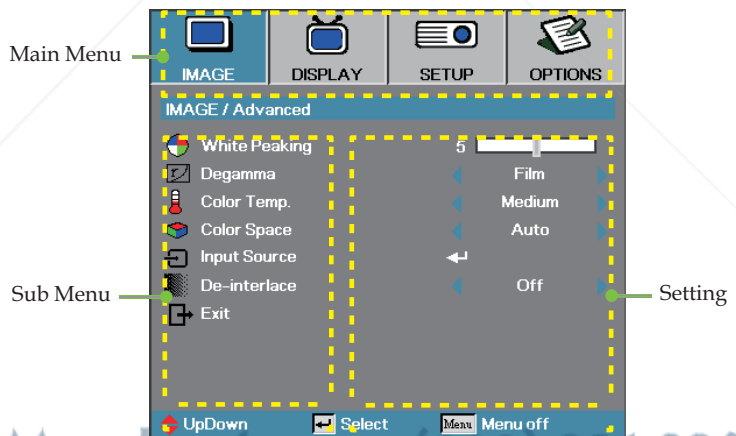 Main Menu
IMAGE DISPLAY SETUP OPTIONS
IMAGE / Advanced
White Peaking 5
Degamma Film
Color Temp. Medium
Color Space Auto
Input Source
De-interlace Off
Exit
Sub Menu
Setting
UpDown Select Menu Menu off